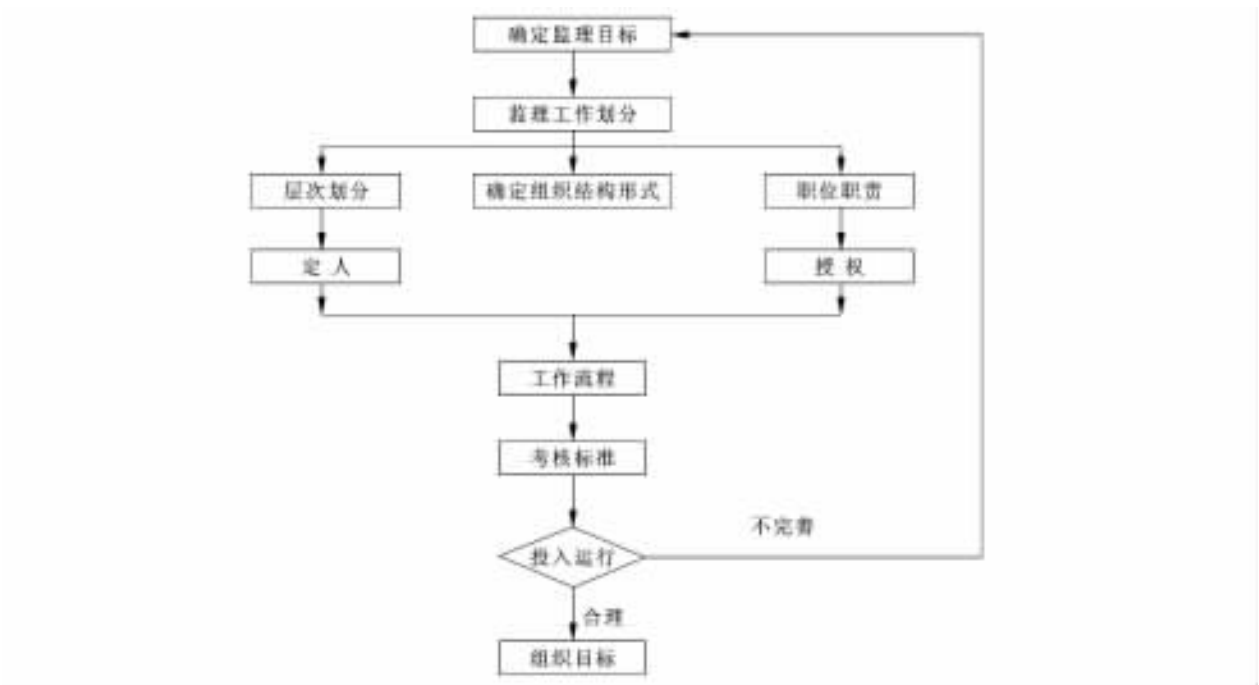 确定监理目标
监理工作划分
层次划分
确定组织结构形式
职位职责
定人
授权
工作流程
考核标准
不完善
投入运行
合理
组织目标